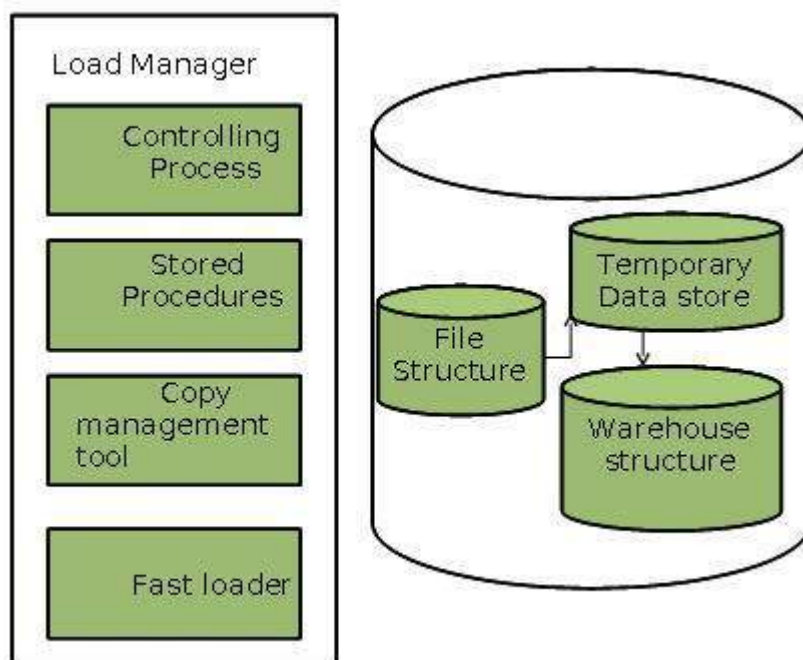 Load Manager
Controlling
Process
Stored
Procedures
Copy
management
tool
Fast loader
File
Structure
Temporary
Data store
Warehouse
structure